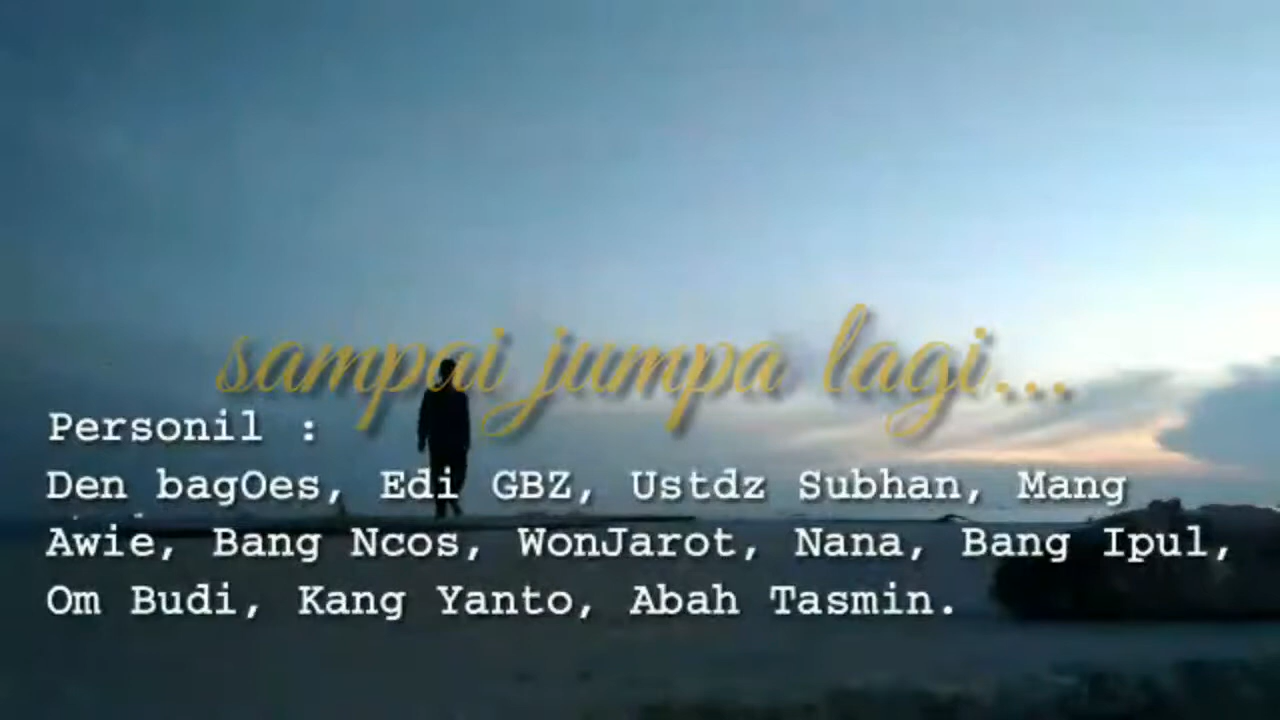 sampai jumpa lagi...
Personil :
Den bagOes, Edi GBZ, Ustdz Subhan, Mang
Awie, Bang Ncos, WonJarot, Nana, Bang Ipul,
Om Budi, Kang Yanto, Abah Tasmin.